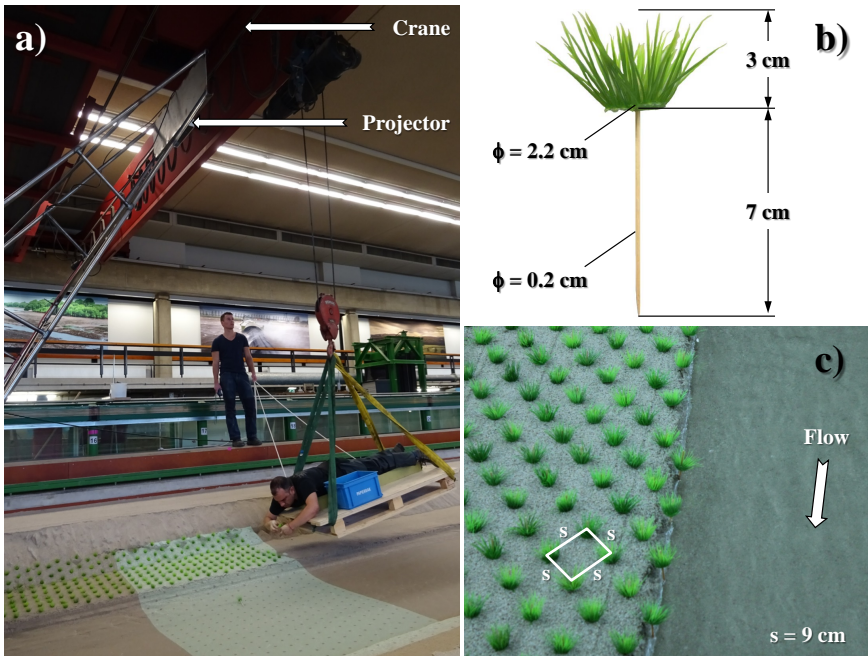 a)
Crane
Projector
b)
3 cm
ϕ = 2.2 cm
7 cm
ϕ = 0.2 cm
c)
Flow
s
s
s
s
s = 9 cm